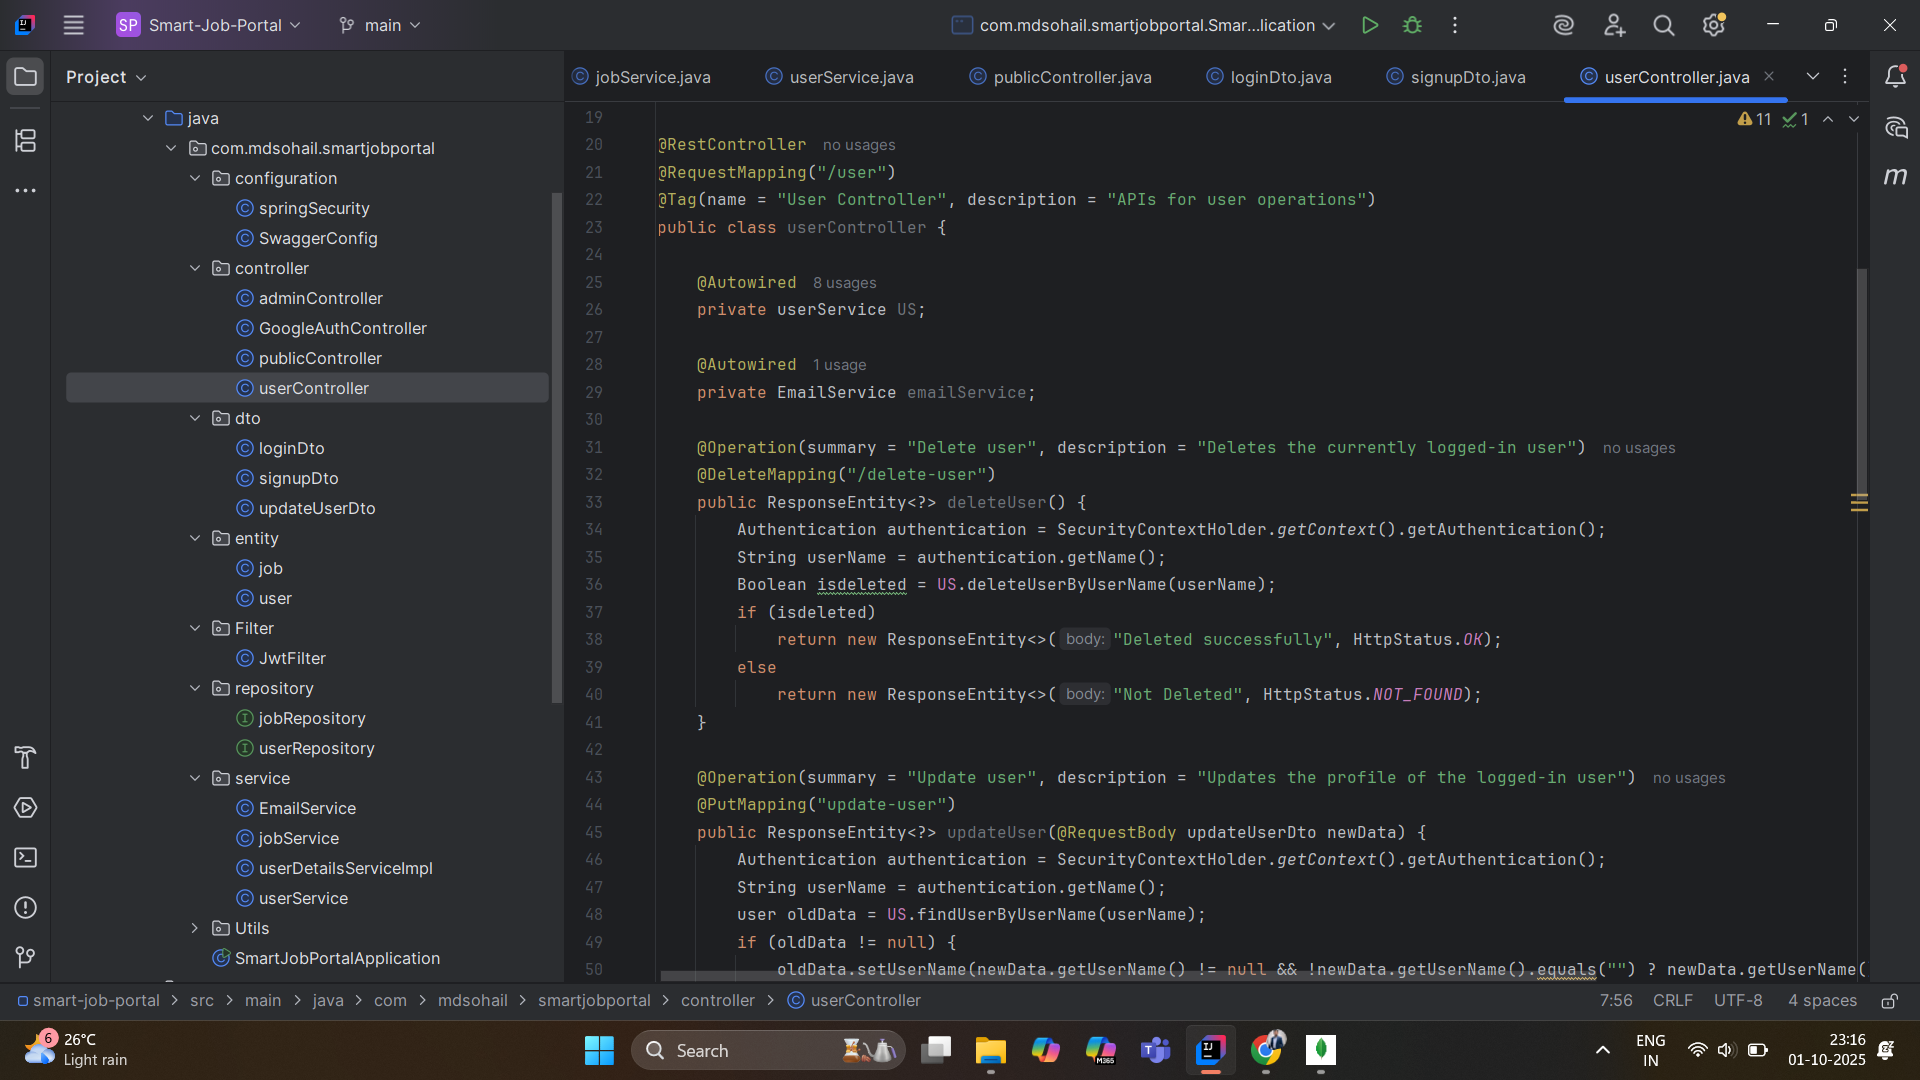 SP Smart-Job-Portal main com.mdsohail.smartjobportal.Smar...lication
Project
java
com.mdsohail.smartjobportal
configuration
springSecurity
SwaggerConfig
controller
adminController
GoogleAuthController
publicController
userController
dto
loginDto
signupDto
updateUserDto
entity
job
user
Filter
JwtFilter
repository
jobRepository
userRepository
service
EmailService
jobService
userDetailsServiceImpl
userService
Utils
SmartJobPortalApplication
jobService.java userService.java publicController.java loginDto.java signupDto.java userController.java
11 1
19
20 @RestController no usages
21 @RequestMapping("/user")
22 @Tag(name = "User Controller", description = "APIs for user operations")
23 public class userController {
24
25 @Autowired 8 usages
26 private userService US;
27
28 @Autowired 1 usage
29 private EmailService emailService;
30
31 @Operation(summary = "Delete user", description = "Deletes the currently logged-in user") no usages
32 @DeleteMapping("/delete-user")
33 public ResponseEntity<?> deleteUser() {
34 Authentication authentication = SecurityContextHolder.getContext().getAuthentication();
35 String userName = authentication.getName();
36 Boolean isdeleted = US.deleteUserByUserName(userName);
37 if (isdeleted)
38 return new ResponseEntity<>( body: "Deleted successfully", HttpStatus.OK);
39 else
40 return new ResponseEntity<>( body: "Not Deleted", HttpStatus.NOT_FOUND);
41 }
42
43 @Operation(summary = "Update user", description = "Updates the profile of the logged-in user") no usages
44 @PutMapping("update-user")
45 public ResponseEntity<?> updateUser(@RequestBody updateUserDto newData) {
46 Authentication authentication = SecurityContextHolder.getContext().getAuthentication();
47 String userName = authentication.getName();
48 user oldData = US.findUserByUserName(userName);
49 if (oldData != null) {
50 oldData.setUserName(newData.getUserName() != null && !newData.getUserName().equals("") ? newData.getUserName(
smart-job-portal > src > main > java > com > mdsohail > smartjobportal > controller > userController 7:56 CRLF UTF-8 4 spaces
6 26°C
Light rain
Search
M365
ENG
IN
23:16
01-10-2025